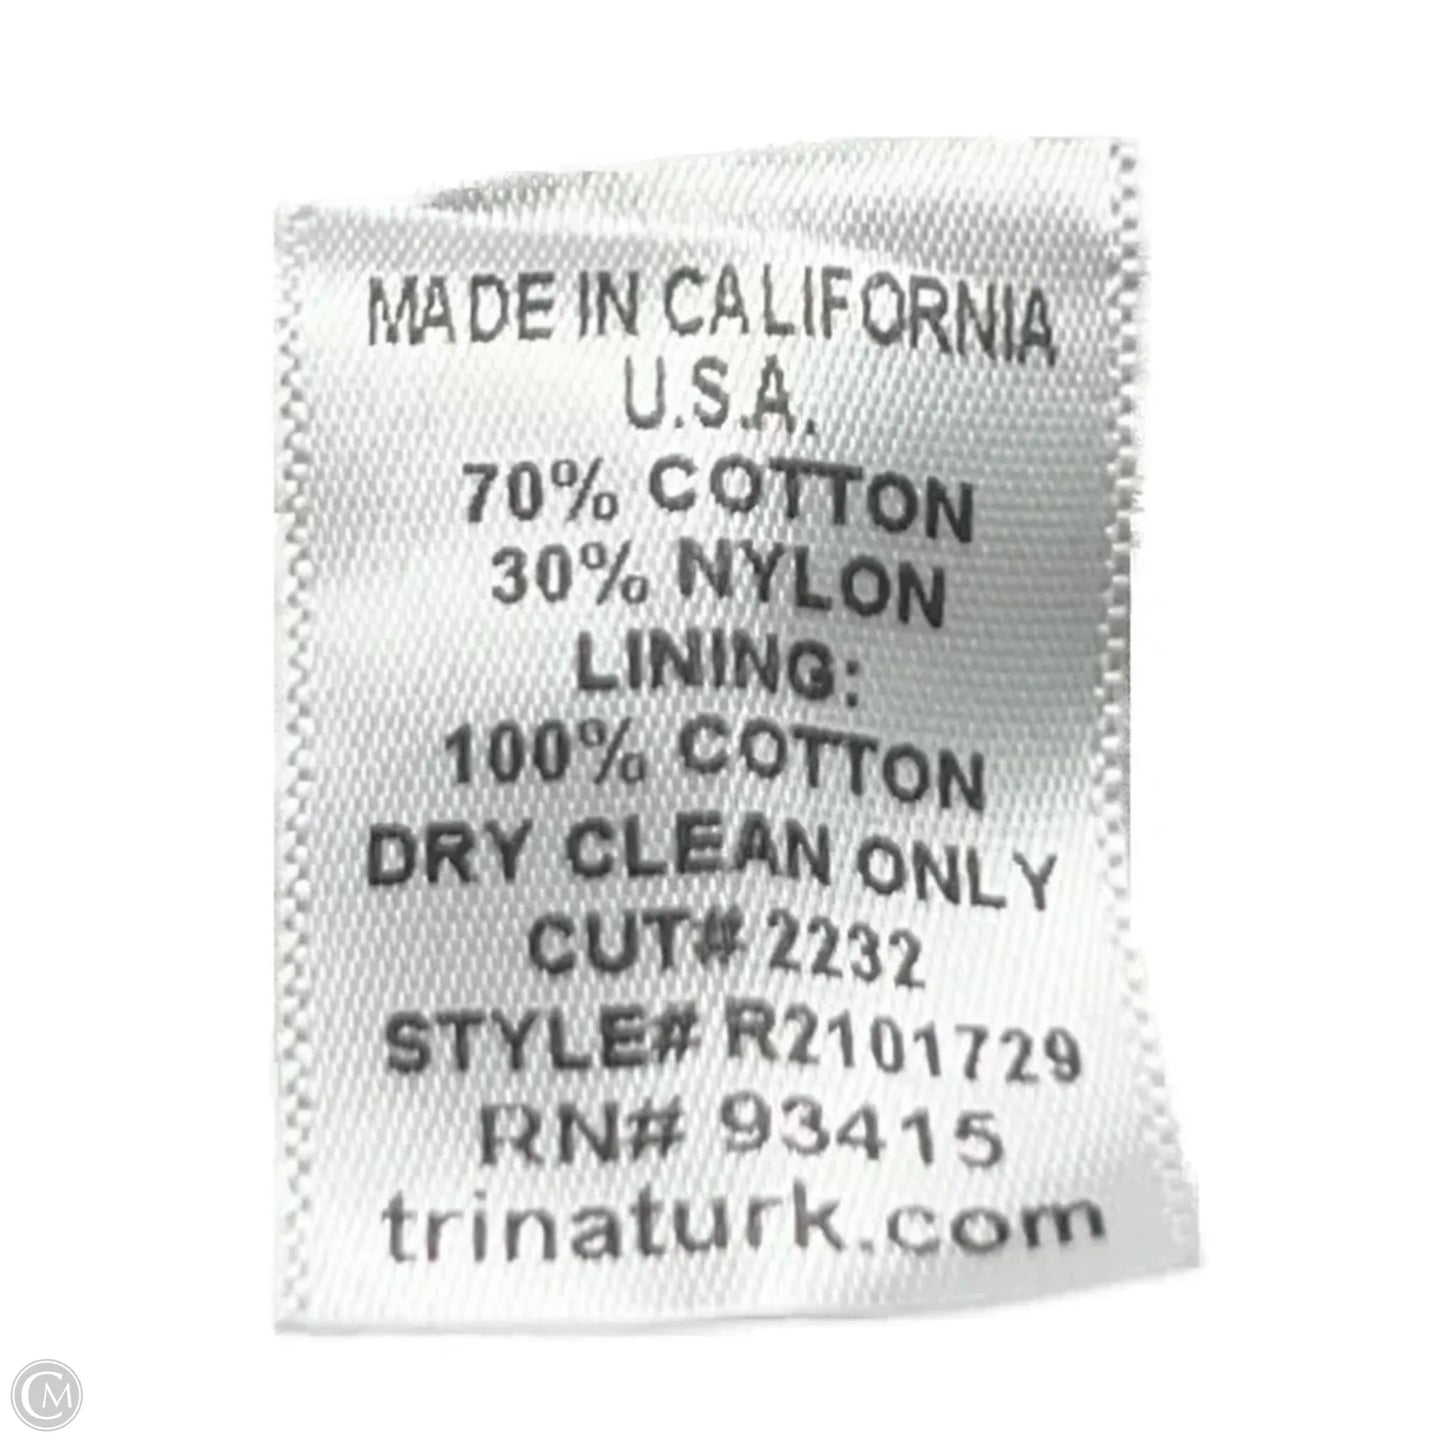 MADE IN CALIFORNIA
U.S.A.
70% COTTON
30% NYLON
LINING:
100% COTTON
DRY CLEAN ONLY
CUT# 2232
STYLE# R2101729
RN# 93415
trinaturk.com
CM